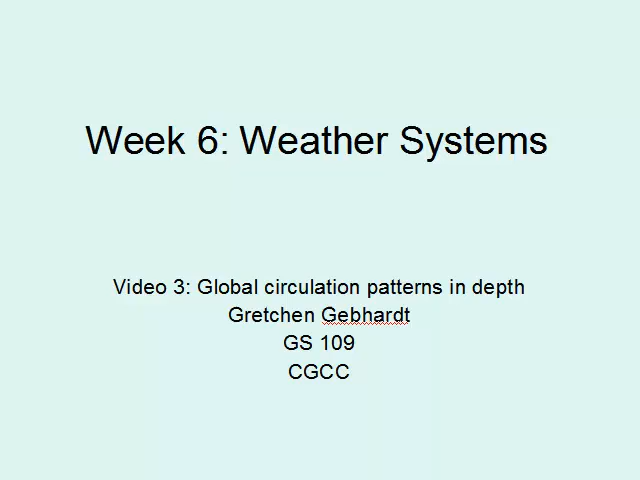 Week 6: Weather Systems
Video 3: Global circulation patterns in depth
Gretchen Gebhardt
GS 109
CGCC